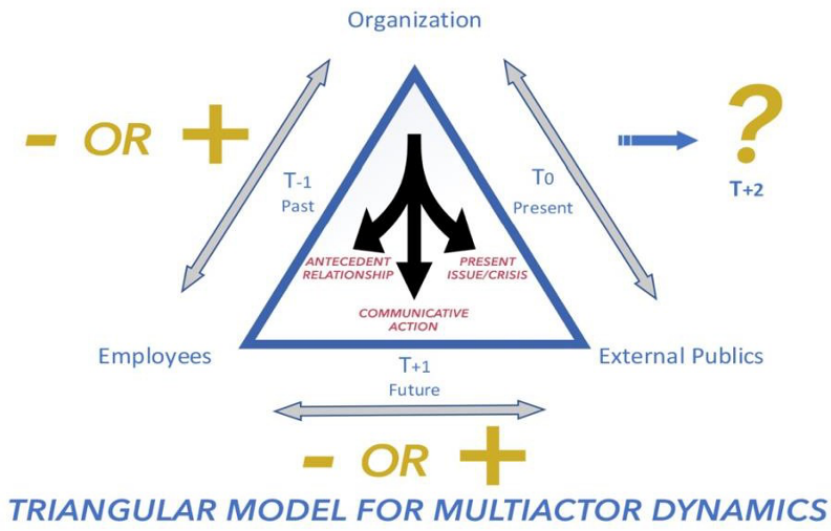 Organization
- OR +
?
T+2
T-1
Past
T0
Present
ANTECEDENT
RELATIONSHIP
PRESENT
ISSUE/CRISIS
COMMUNICATIVE
ACTION
Employees
External Publics
T+1
Future
- OR +
TRIANGULAR MODEL FOR MULTIACTOR DYNAMICS